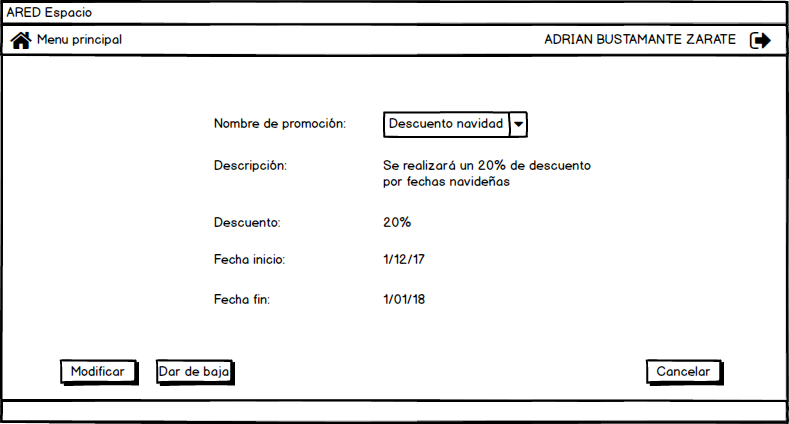 ARED Espacio
Menu principal ADRIAN BUSTAMANTE ZARATE
Nombre de promoción: Descuento navidad
Descripción: Se realizará un 20% de descuento
por fechas navideñas
Descuento: 20%
Fecha inicio: 1/12/17
Fecha fin: 1/01/18
Modificar Dar de baja Cancelar